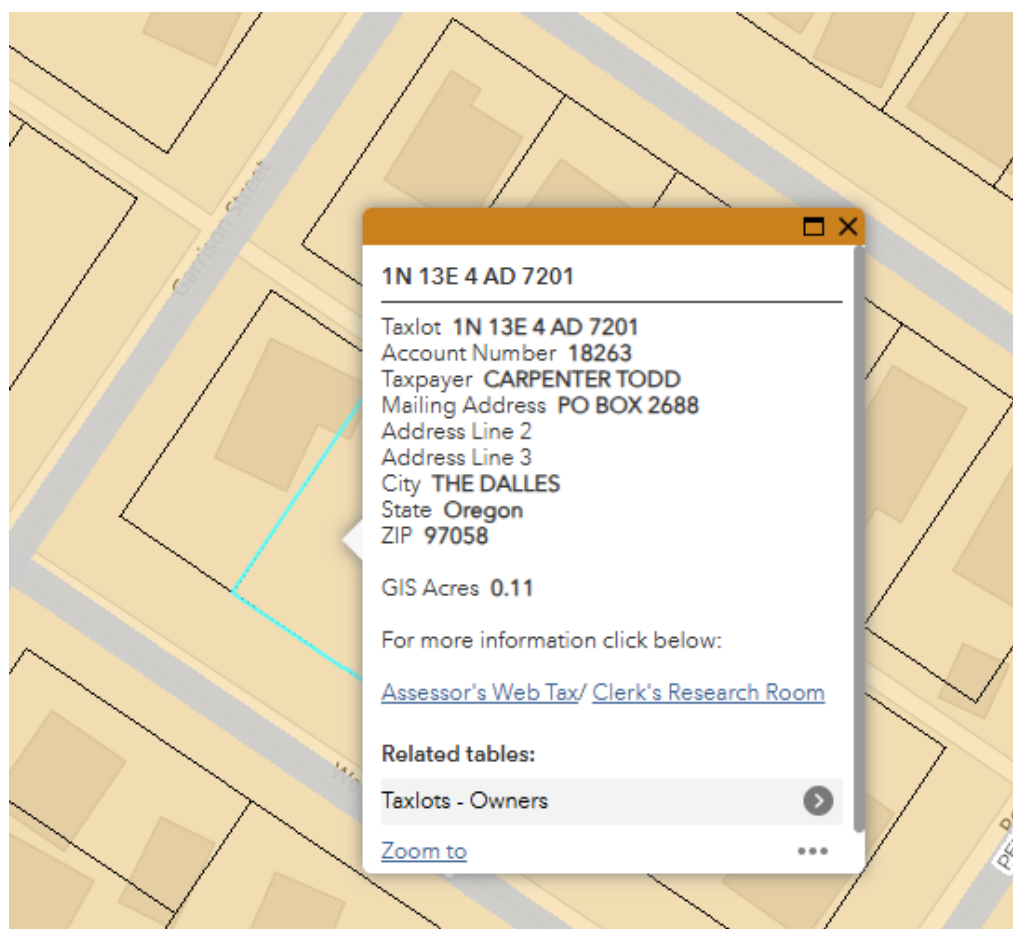 Garrison Street
1N 13E 4 AD 7201
Taxlot 1N 13E 4 AD 7201
Account Number 18263
Taxpayer CARPENTER TODD
Mailing Address PO BOX 2688
Address Line 2
Address Line 3
City THE DALLES
State Oregon
ZIP 97058
GIS Acres 0.11
For more information click below:
Assessor's Web Tax/ Clerk's Research Room
Related tables:
Taxlots - Owners
Zoom to